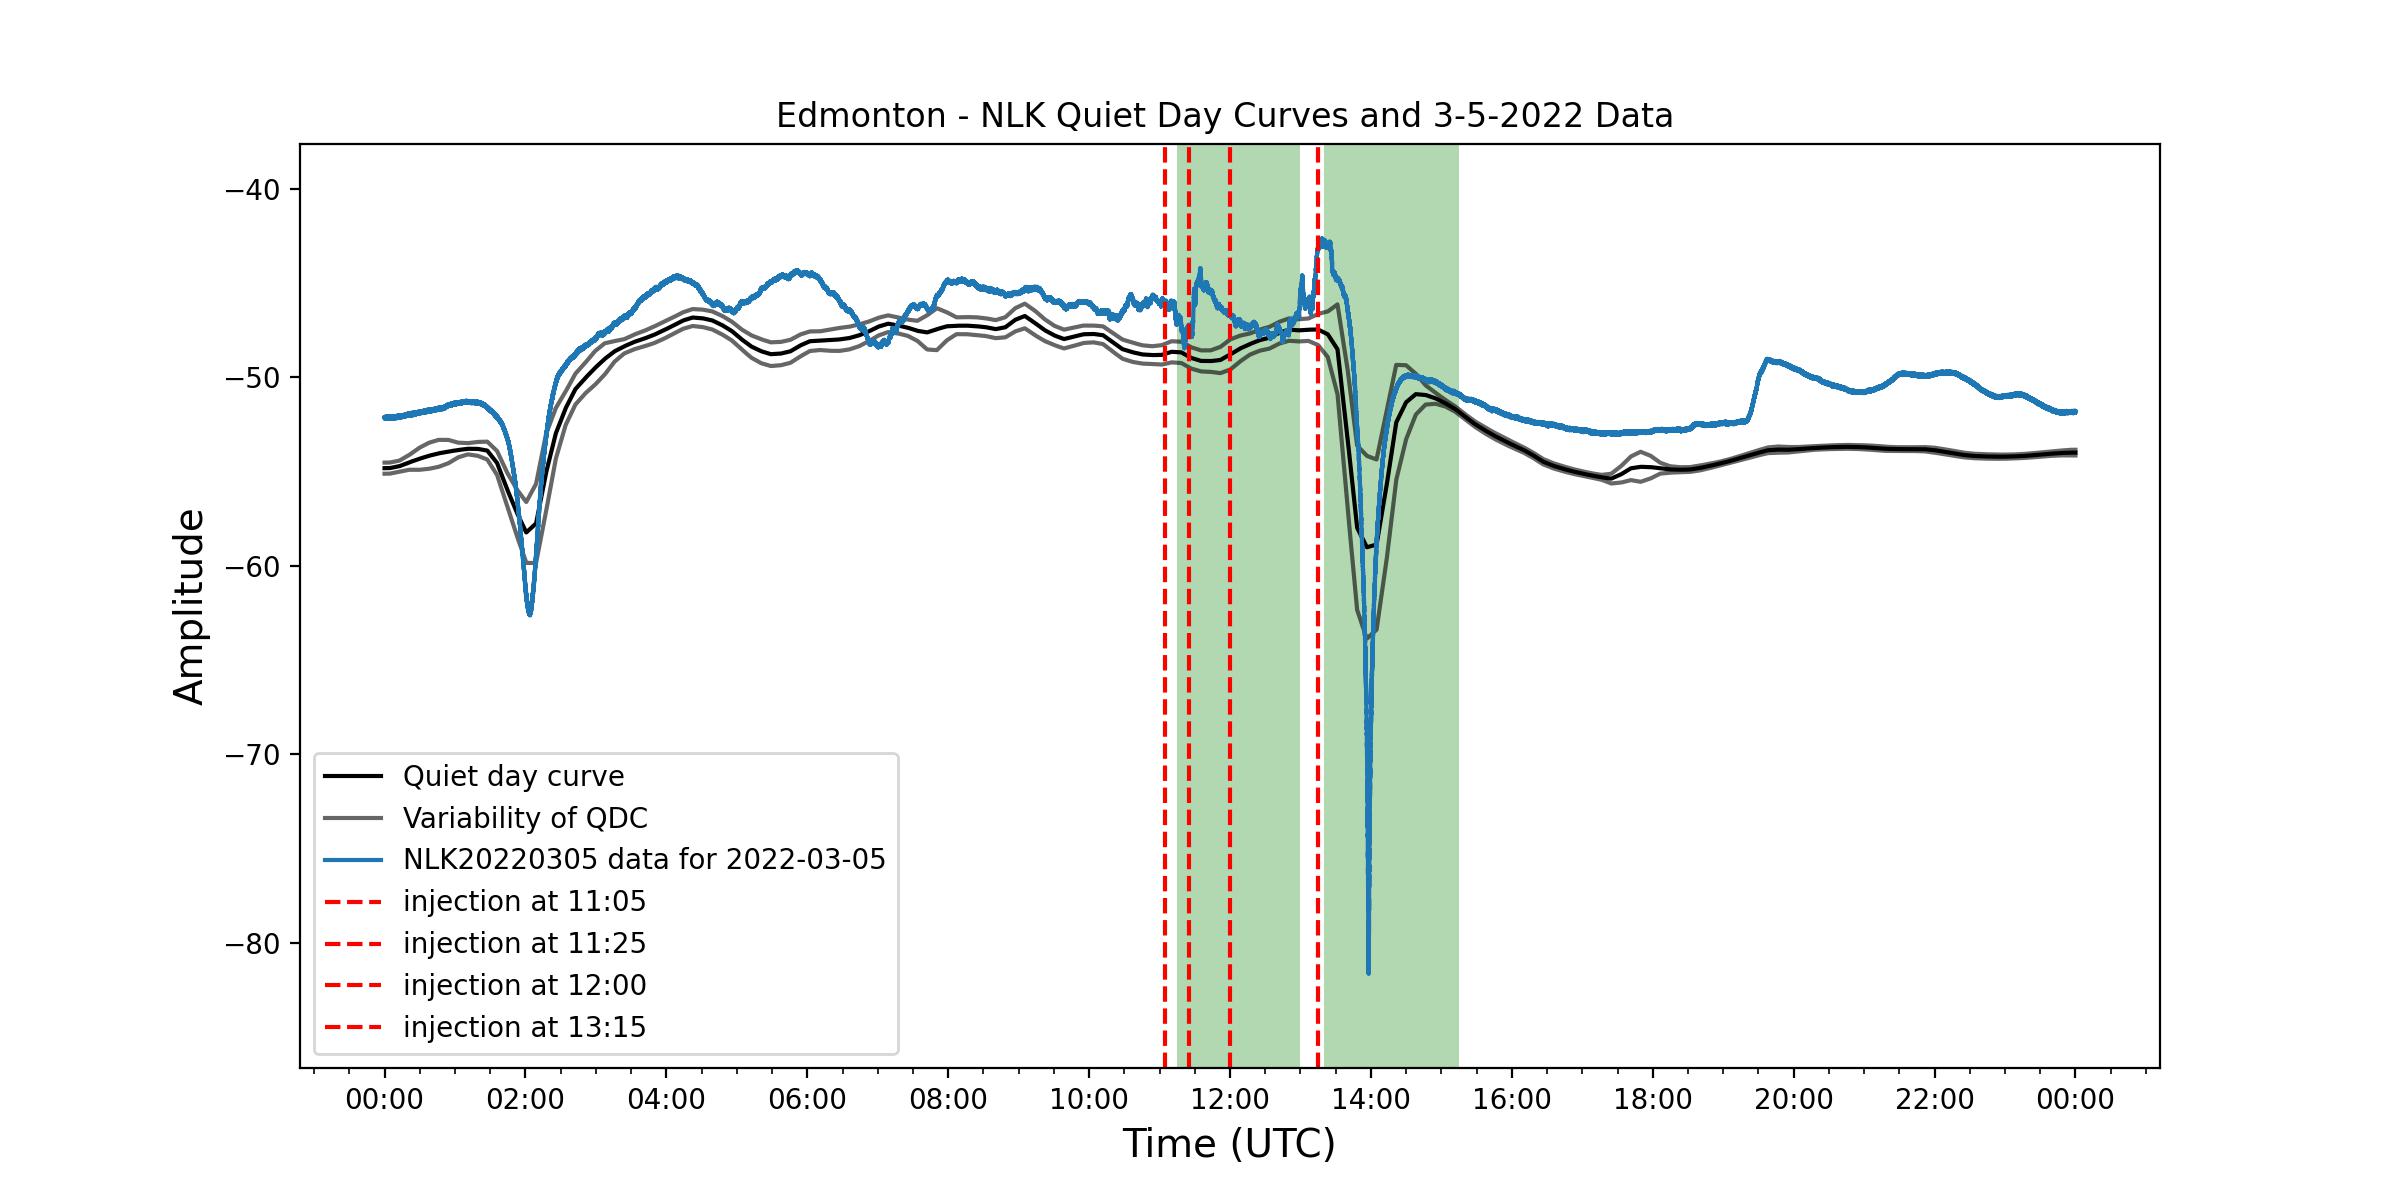 Edmonton - NLK Quiet Day Curves and 3-5-2022 Data
Amplitude
−40
−50
−60
−70
−80
Quiet day curve
Variability of QDC
NLK20220305 data for 2022-03-05
injection at 11:05
injection at 11:25
injection at 12:00
injection at 13:15
00:00 02:00 04:00 06:00 08:00 10:00 12:00 14:00 16:00 18:00 20:00 22:00 00:00
Time (UTC)